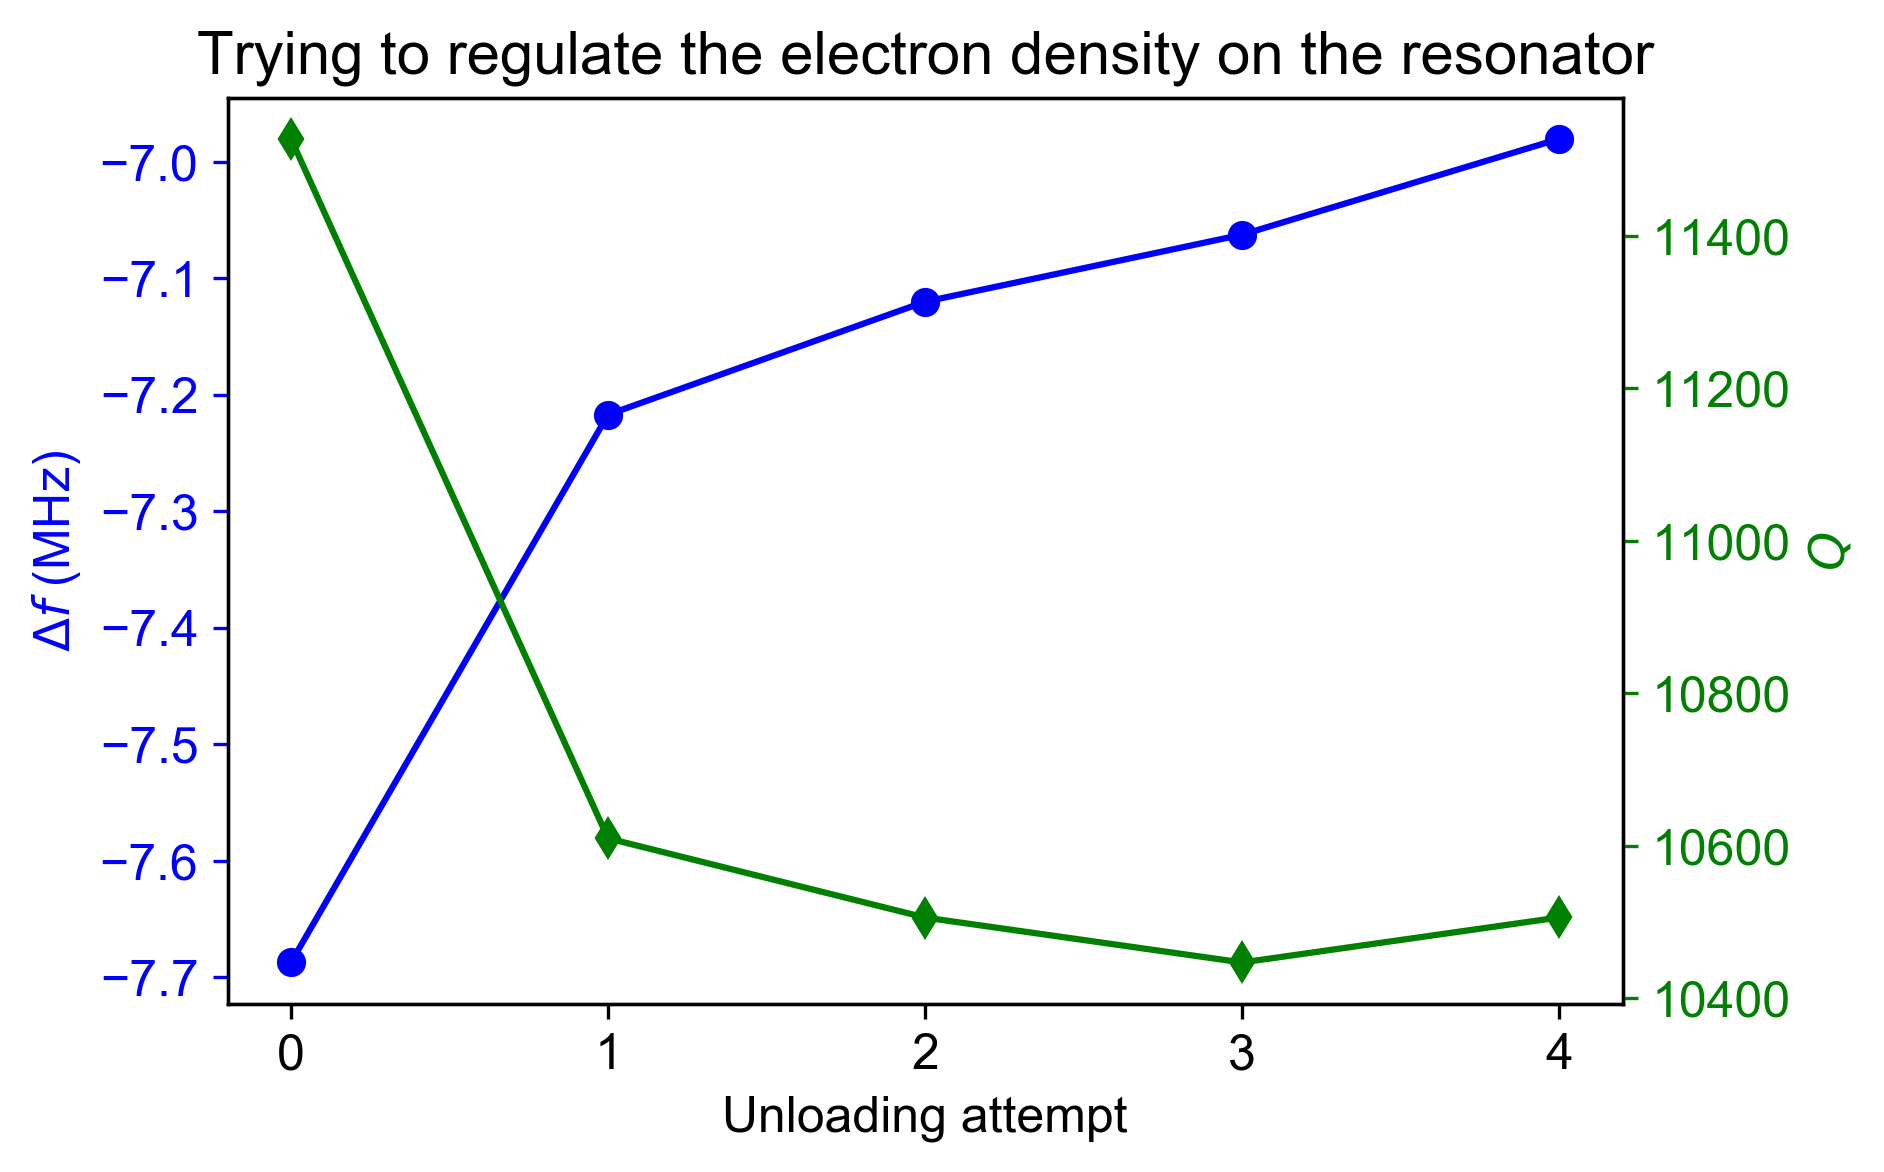 Trying to regulate the electron density on the resonator
−7.0
−7.1
−7.2
−7.3
−7.4
−7.5
−7.6
−7.7
Δf (MHz)
11400
11200
11000
10800
10600
10400
Q
0 1 2 3 4
Unloading attempt